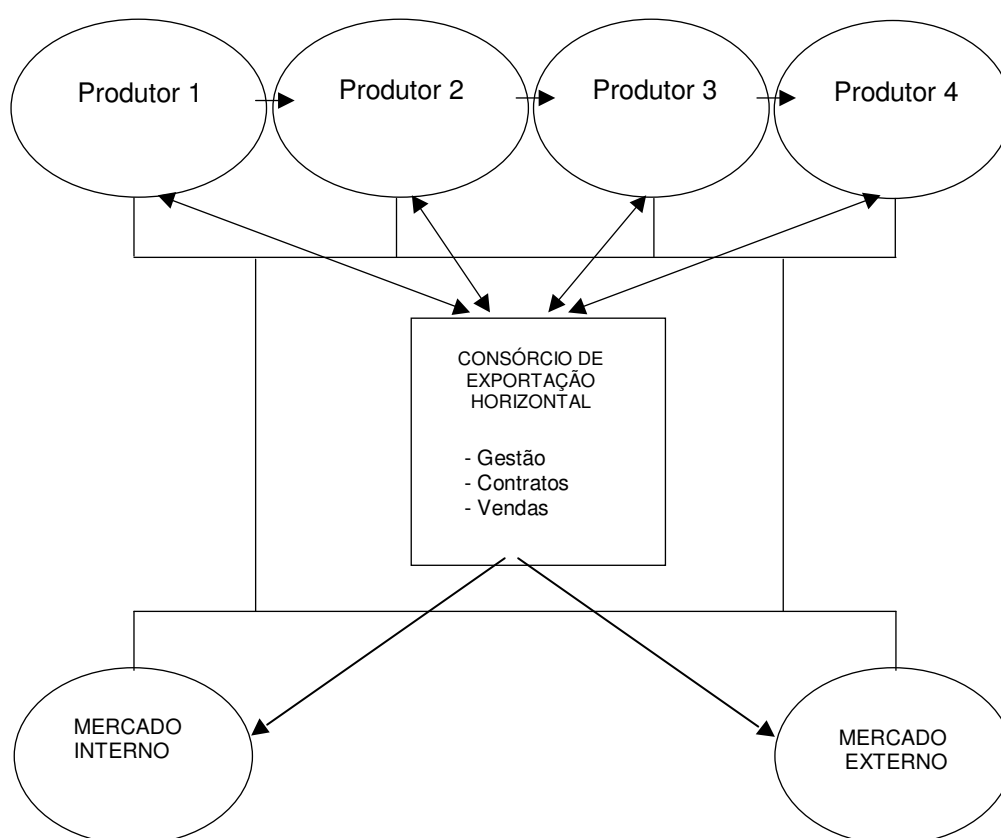 Produtor 1
Produtor 2
Produtor 3
Produtor 4
CONSÓRCIO DE
EXPORTAÇÃO
HORIZONTAL
- Gestão
- Contratos
- Vendas
MERCADO
INTERNO
MERCADO
EXTERNO